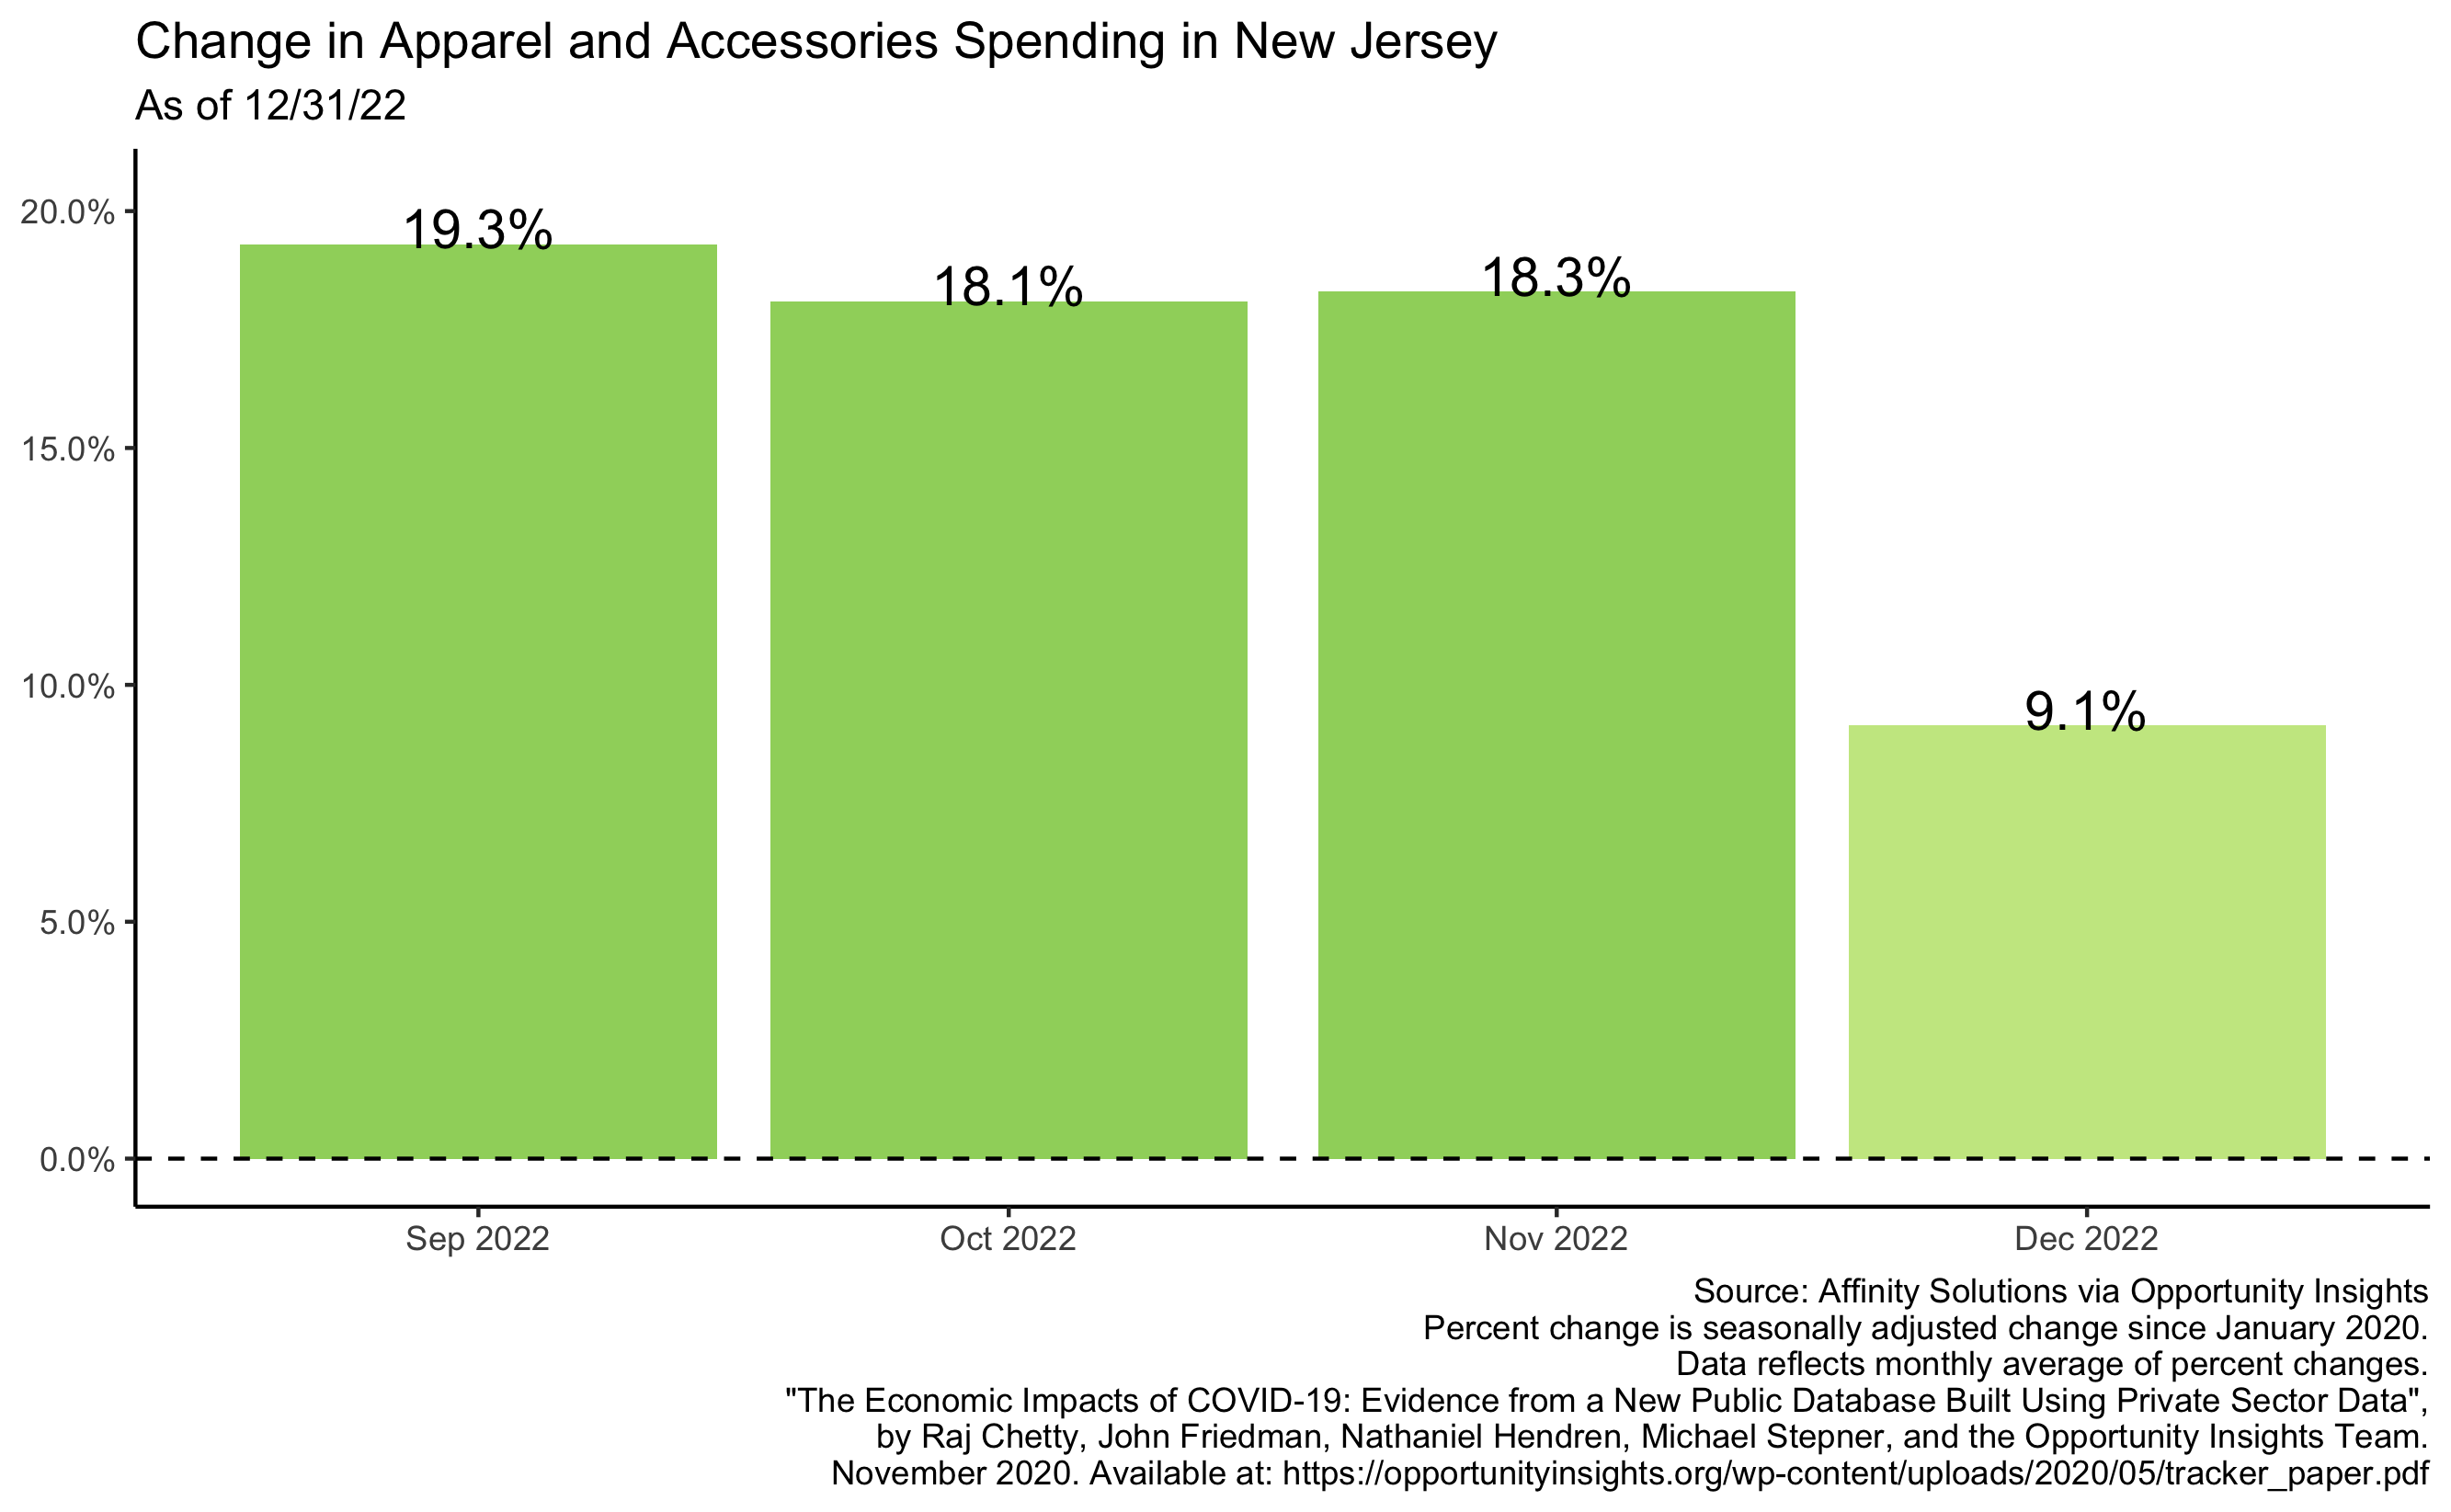 Change in Apparel and Accessories Spending in New Jersey
As of 12/31/22
20.0%
15.0%
10.0%
5.0%
0.0%
19.3%
18.1%
18.3%
9.1%
Sep 2022
Oct 2022
Nov 2022
Dec 2022
Source: Affinity Solutions via Opportunity Insights
Percent change is seasonally adjusted change since January 2020.
Data reflects monthly average of percent changes.
"The Economic Impacts of COVID-19: Evidence from a New Public Database Built Using Private Sector Data",
by Raj Chetty, John Friedman, Nathaniel Hendren, Michael Stepner, and the Opportunity Insights Team.
November 2020. Available at: https://opportunityinsights.org/wp-content/uploads/2020/05/tracker_paper.pdf